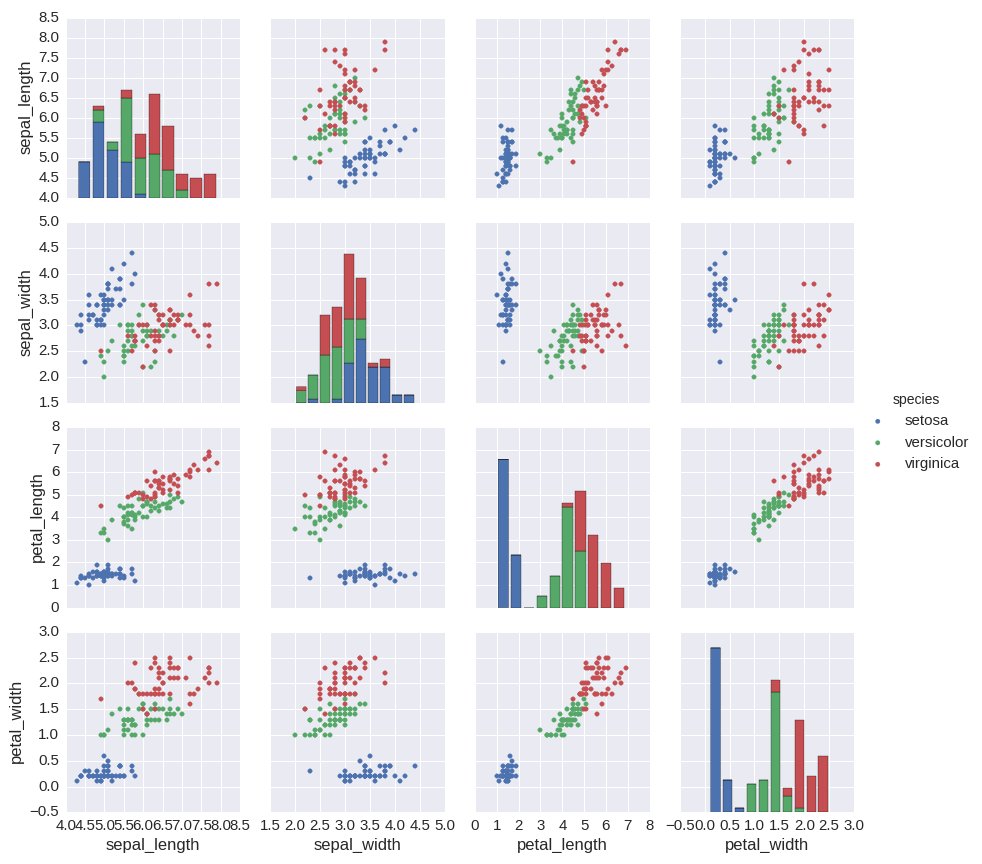 8.5
8.0
7.5
7.0
6.5
6.0
5.5
5.0
4.5
4.0
sepal_length
5.0
4.5
4.0
3.5
3.0
2.5
2.0
1.5
sepal_width
8
7
6
5
4
3
2
1
0
petal_length
3.0
2.5
2.0
1.5
1.0
0.5
0.0
−0.5
petal_width
4.0 4.5 5.0 5.5 6.0 6.5 7.0 7.5 8.0 8.5
sepal_length
1.5 2.0 2.5 3.0 3.5 4.0 4.5 5.0
sepal_width
0 1 2 3 4 5 6 7 8
petal_length
−0.5 0.0 0.5 1.0 1.5 2.0 2.5 3.0
petal_width
species
setosa
versicolor
virginica